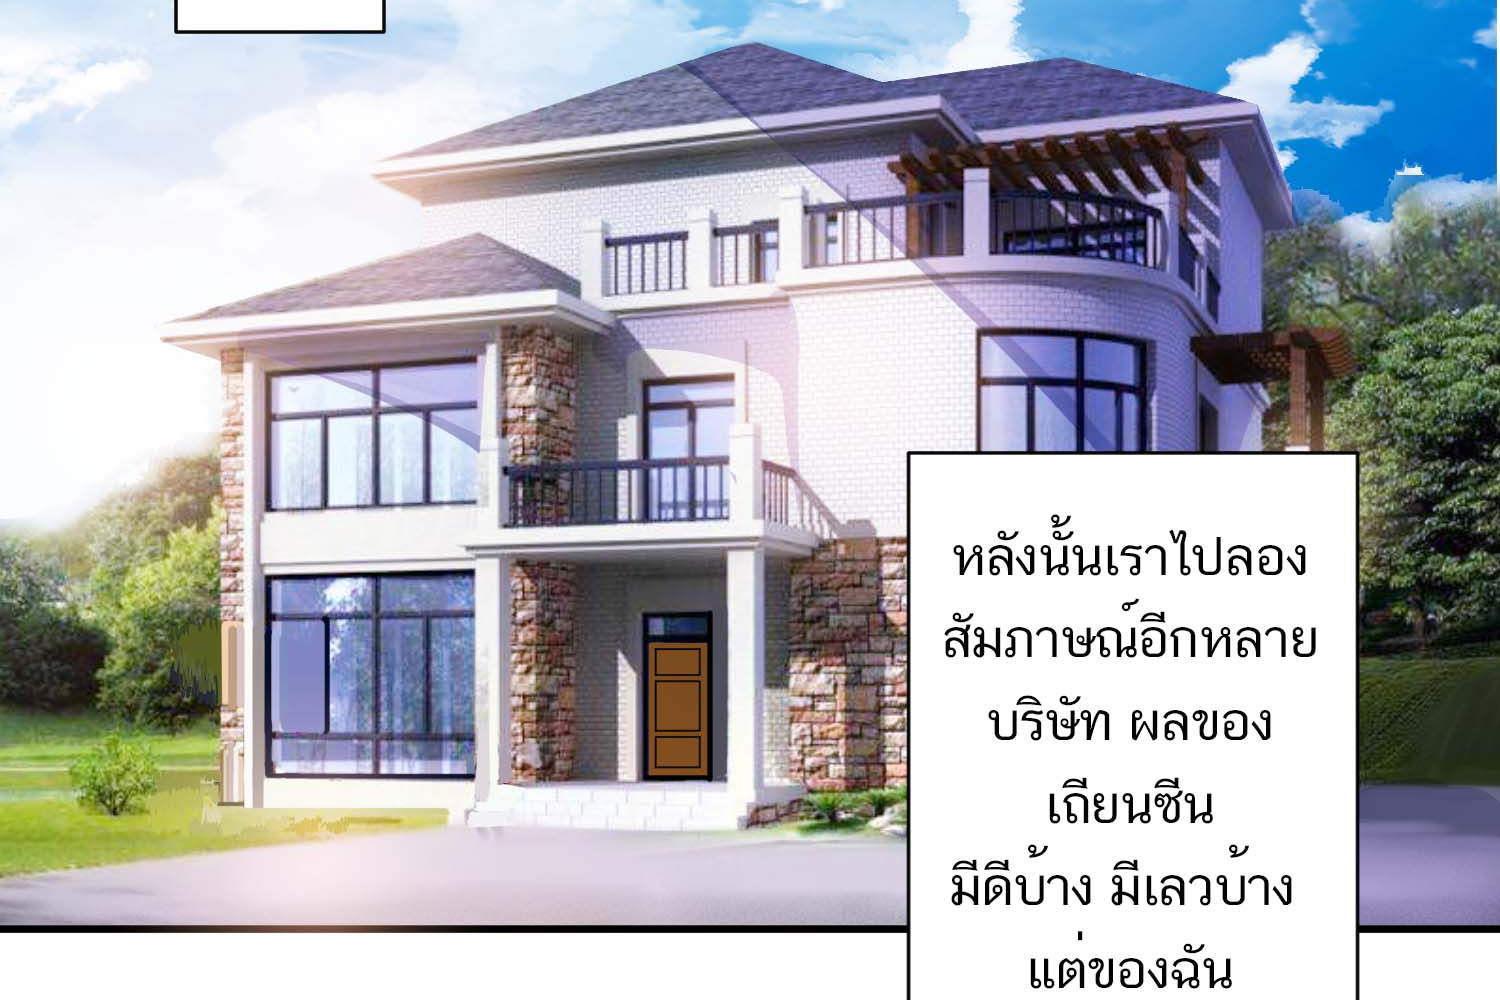 หลังนั้นเราไปลอง
สัมภาษณ์อีกหลาย
บริษัท ผลของ
เถียนซีน
มีดีบ้าง มีเลวบ้าง
แต่ของฉัน